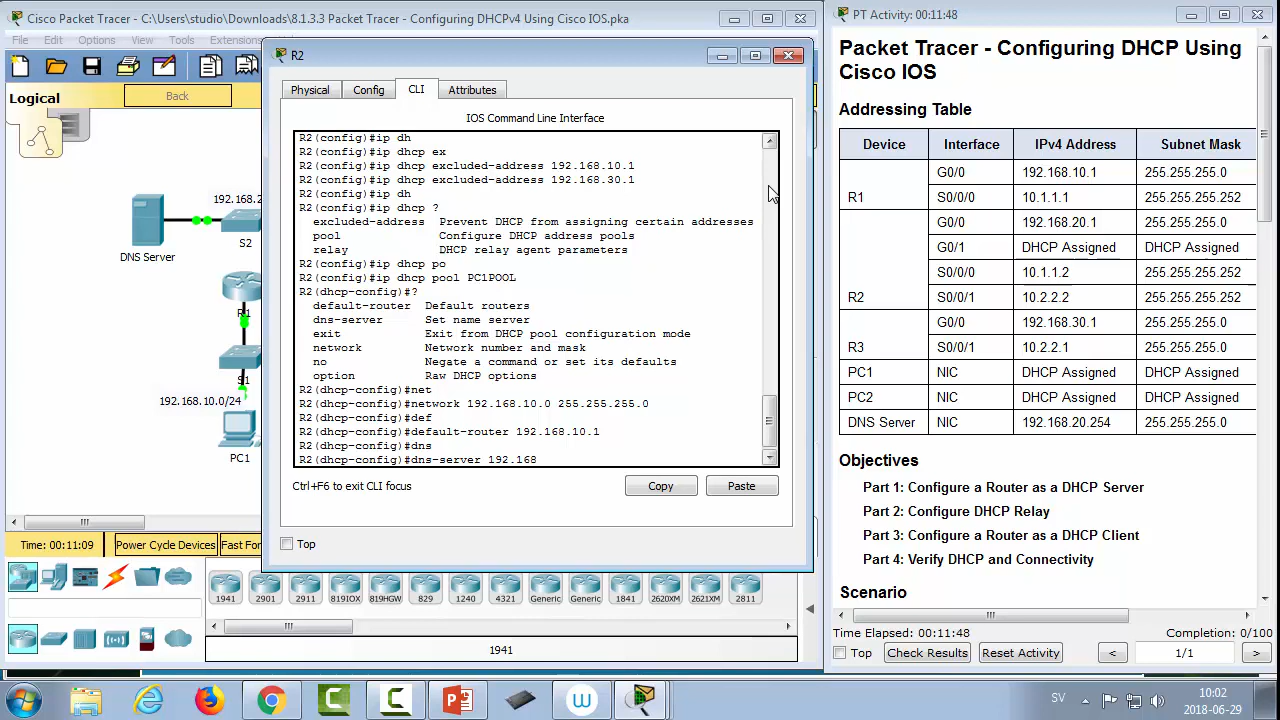 Cisco Packet Tracer - C:\Users\studio\Downloads\8.1.3.3 Packet Tracer - Configuring DHCPv4 Using Cisco IOS.pka
File Edit Options View Tools Extensions
Logical
Back
192.168.2
S2
DNS Server
R1
S1
192.168.10.0/24
PC1
R2
Physical
Config
CLI
Attributes
IOS Command Line Interface
R2(config)#ip dh
R2(config)#ip dhcp ex
R2(config)#ip dhcp excluded-address 192.168.10.1
R2(config)#ip dhcp excluded-address 192.168.30.1
R2(config)#ip dh
R2(config)#ip dhcp ?
excluded-address Prevent DHCP from assigning certain addresses
pool Configure DHCP address pools
relay DHCP relay agent parameters
R2(config)#ip dhcp po
R2(config)#ip dhcp pool PC1POOL
R2(dhcp-config)#?
default-router Default routers
dns-server Set name server
exit Exit from DHCP pool configuration mode
network Network number and mask
no Negate a command or set its defaults
option Raw DHCP options
R2(dhcp-config)#net
R2(dhcp-config)#network 192.168.10.0 255.255.255.0
R2(dhcp-config)#def
R2(dhcp-config)#default-router 192.168.10.1
R2(dhcp-config)#dns
R2(dhcp-config)#dns-server 192.168
Ctrl+F6 to exit CLI focus
Copy
Paste
Top
Time: 00:11:09
Power Cycle Devices
Fast For
1941 2901 2911 819IOX 819HGW 829 1240 4321 Generic Generic 1841 2620XM 2621XM 2811
1941
PT Activity: 00:11:48
Packet Tracer - Configuring DHCP Using
Cisco IOS
Addressing Table
Device Interface IPv4 Address Subnet Mask
G0/0 192.168.10.1 255.255.255.0
R1 S0/0/0 10.1.1.1 255.255.255.252
G0/0 192.168.20.1 255.255.255.0
G0/1 DHCP Assigned DHCP Assigned
S0/0/0 10.1.1.2 255.255.255.252
R2 S0/0/1 10.2.2.2 255.255.255.252
G0/0 192.168.30.1 255.255.255.0
R3 S0/0/1 10.2.2.1 255.255.255.0
PC1 NIC DHCP Assigned DHCP Assigned
PC2 NIC DHCP Assigned DHCP Assigned
DNS Server NIC 192.168.20.254 255.255.255.0
Objectives
Part 1: Configure a Router as a DHCP Server
Part 2: Configure DHCP Relay
Part 3: Configure a Router as a DHCP Client
Part 4: Verify DHCP and Connectivity
Scenario
Time Elapsed: 00:11:48
Completion: 0/100
Top
Check Results
Reset Activity
<
1/1
>
SV
10:02
2018-06-29